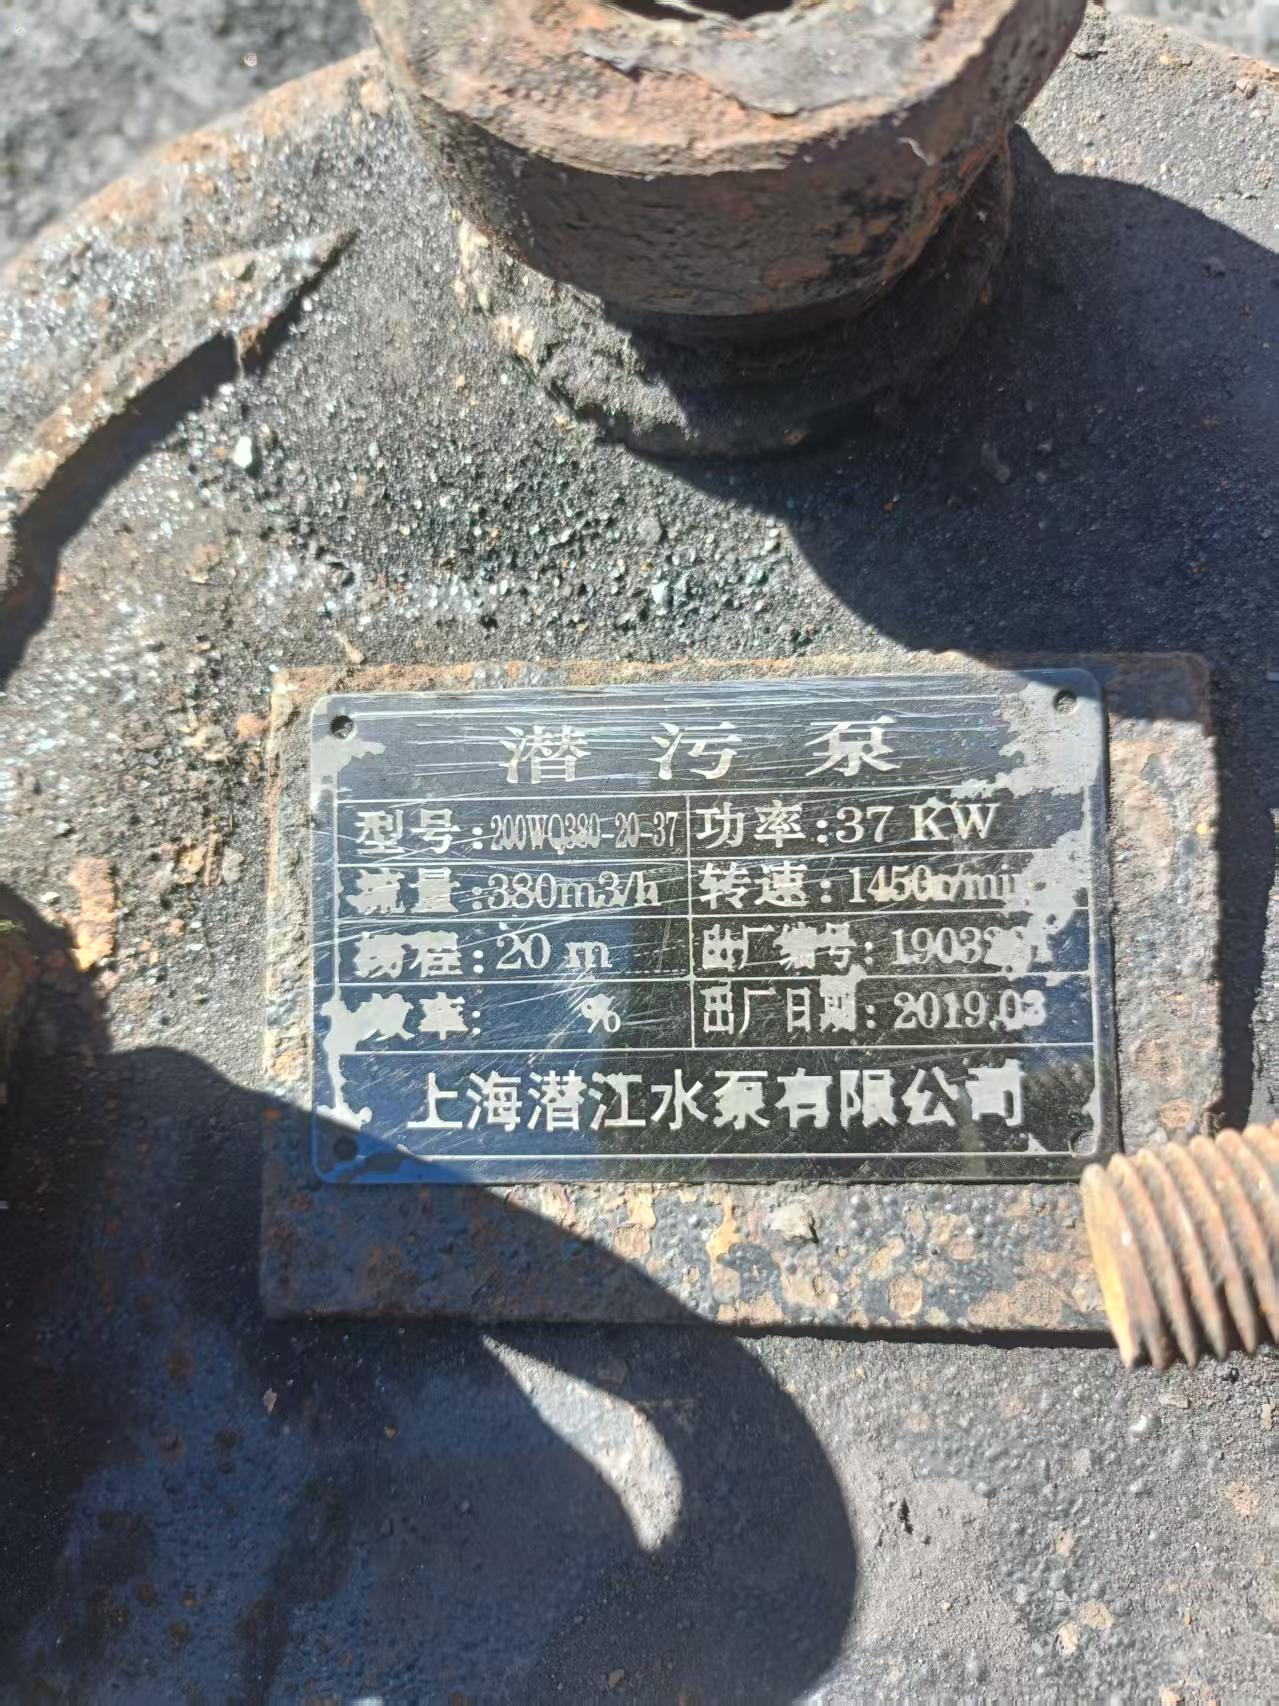 潜污泵
型号:200WQ380-20-37 功率:37 KW
流量:380m3/h 转速:1450r/min
扬程:20 m 出厂编号:
效率: % 出厂日期:2019.03
上海潜江水泵有限公司